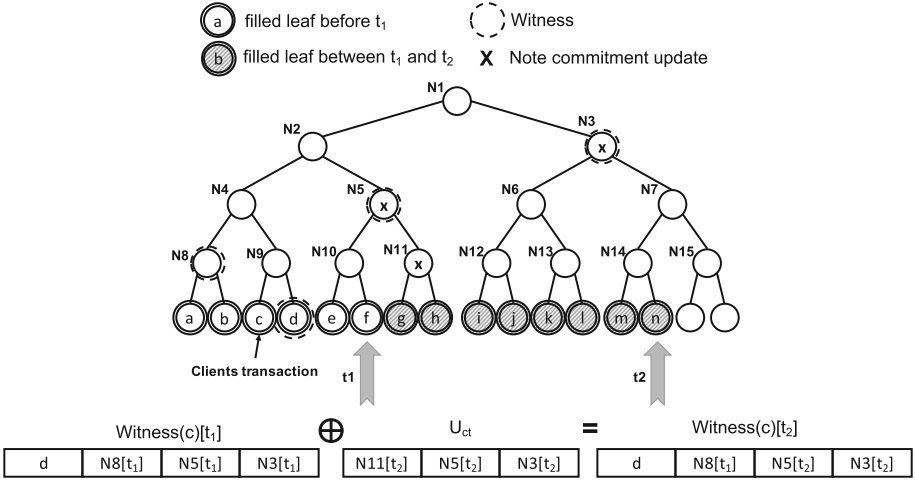 a filled leaf before t₁ Witness
b filled leaf between t₁ and t₂ X Note commitment update
N1
N2 N3
x
N4 N5 N6 N7
x
N8 N9 N10 N11 N12 N13 N14 N15
x
a b c d e f g h i j k l m n
Clients transaction t1 t2
Witness(c)[t₁] ⊕ U_ct = Witness(c)[t₂]
d N8[t₁] N5[t₁] N3[t₁] N11[t₂] N5[t₂] N3[t₂] d N8[t₁] N5[t₂] N3[t₂]